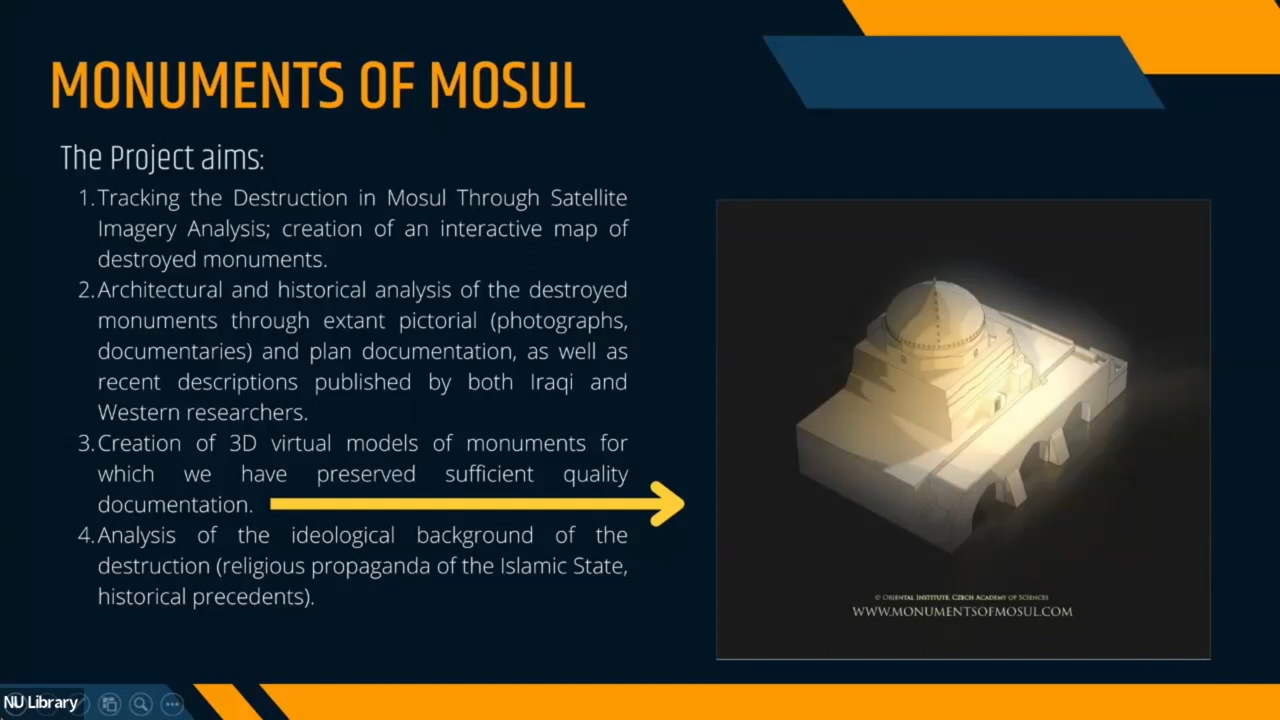 MONUMENTS OF MOSUL
The Project aims:
1. Tracking the Destruction in Mosul Through Satellite
Imagery Analysis; creation of an interactive map of
destroyed monuments.
2. Architectural and historical analysis of the destroyed
monuments through extant pictorial (photographs,
documentaries) and plan documentation, as well as
recent descriptions published by both Iraqi and
Western researchers.
3. Creation of 3D virtual models of monuments for
which we have preserved sufficient quality
documentation.
4. Analysis of the ideological background of the
destruction (religious propaganda of the Islamic State,
historical precedents).
© ORIENTAL INSTITUTE, CZECH ACADEMY OF SCIENCES
WWW.MONUMENTSOFMOSUL.COM
NU Library